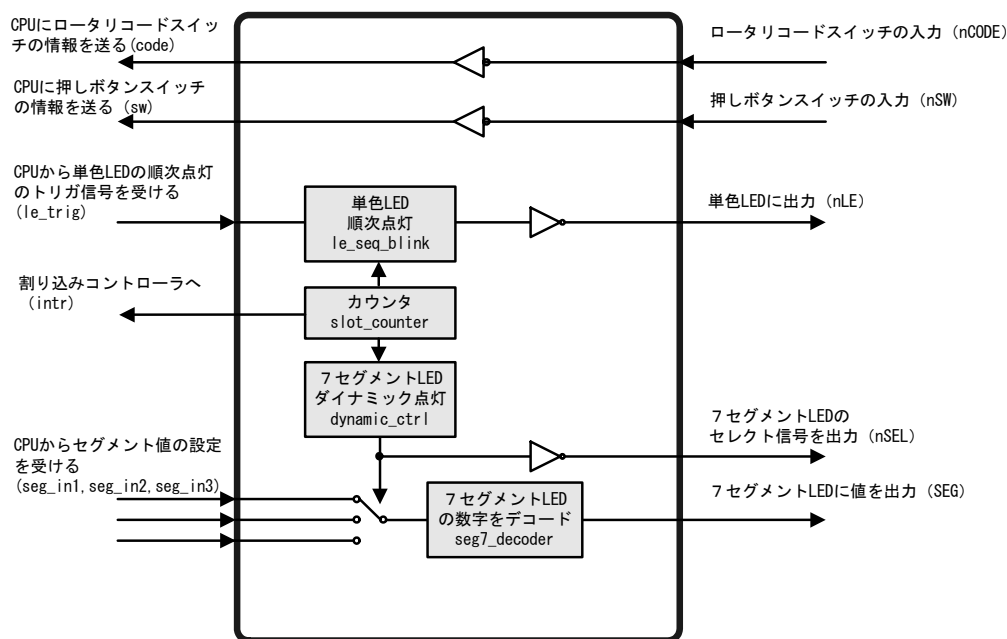 CPUにロータリコードスイッ
チの情報を送る(code)
ロータリコードスイッチの入力（nCODE）
CPUに押しボタンスイッチ
の情報を送る（sw）
押しボタンスイッチの入力（nSW）
CPUから単色LEDの順次点灯
のトリガ信号を受ける
(le_trig)
単色LED
順次点灯
le_seq_blink
単色LEDに出力（nLE）
割り込みコントローラへ
（intr）
カウンタ
slot_counter
７セグメントLED
ダイナミック点灯
dynamic_ctrl
CPUからセグメント値の設定
を受ける
(seg_in1,seg_in2,seg_in3)
７セグメントLEDの
セレクト信号を出力（nSEL）
７セグメントLED
の数字をデコード
seg7_decoder
７セグメントLEDに値を出力（SEG）